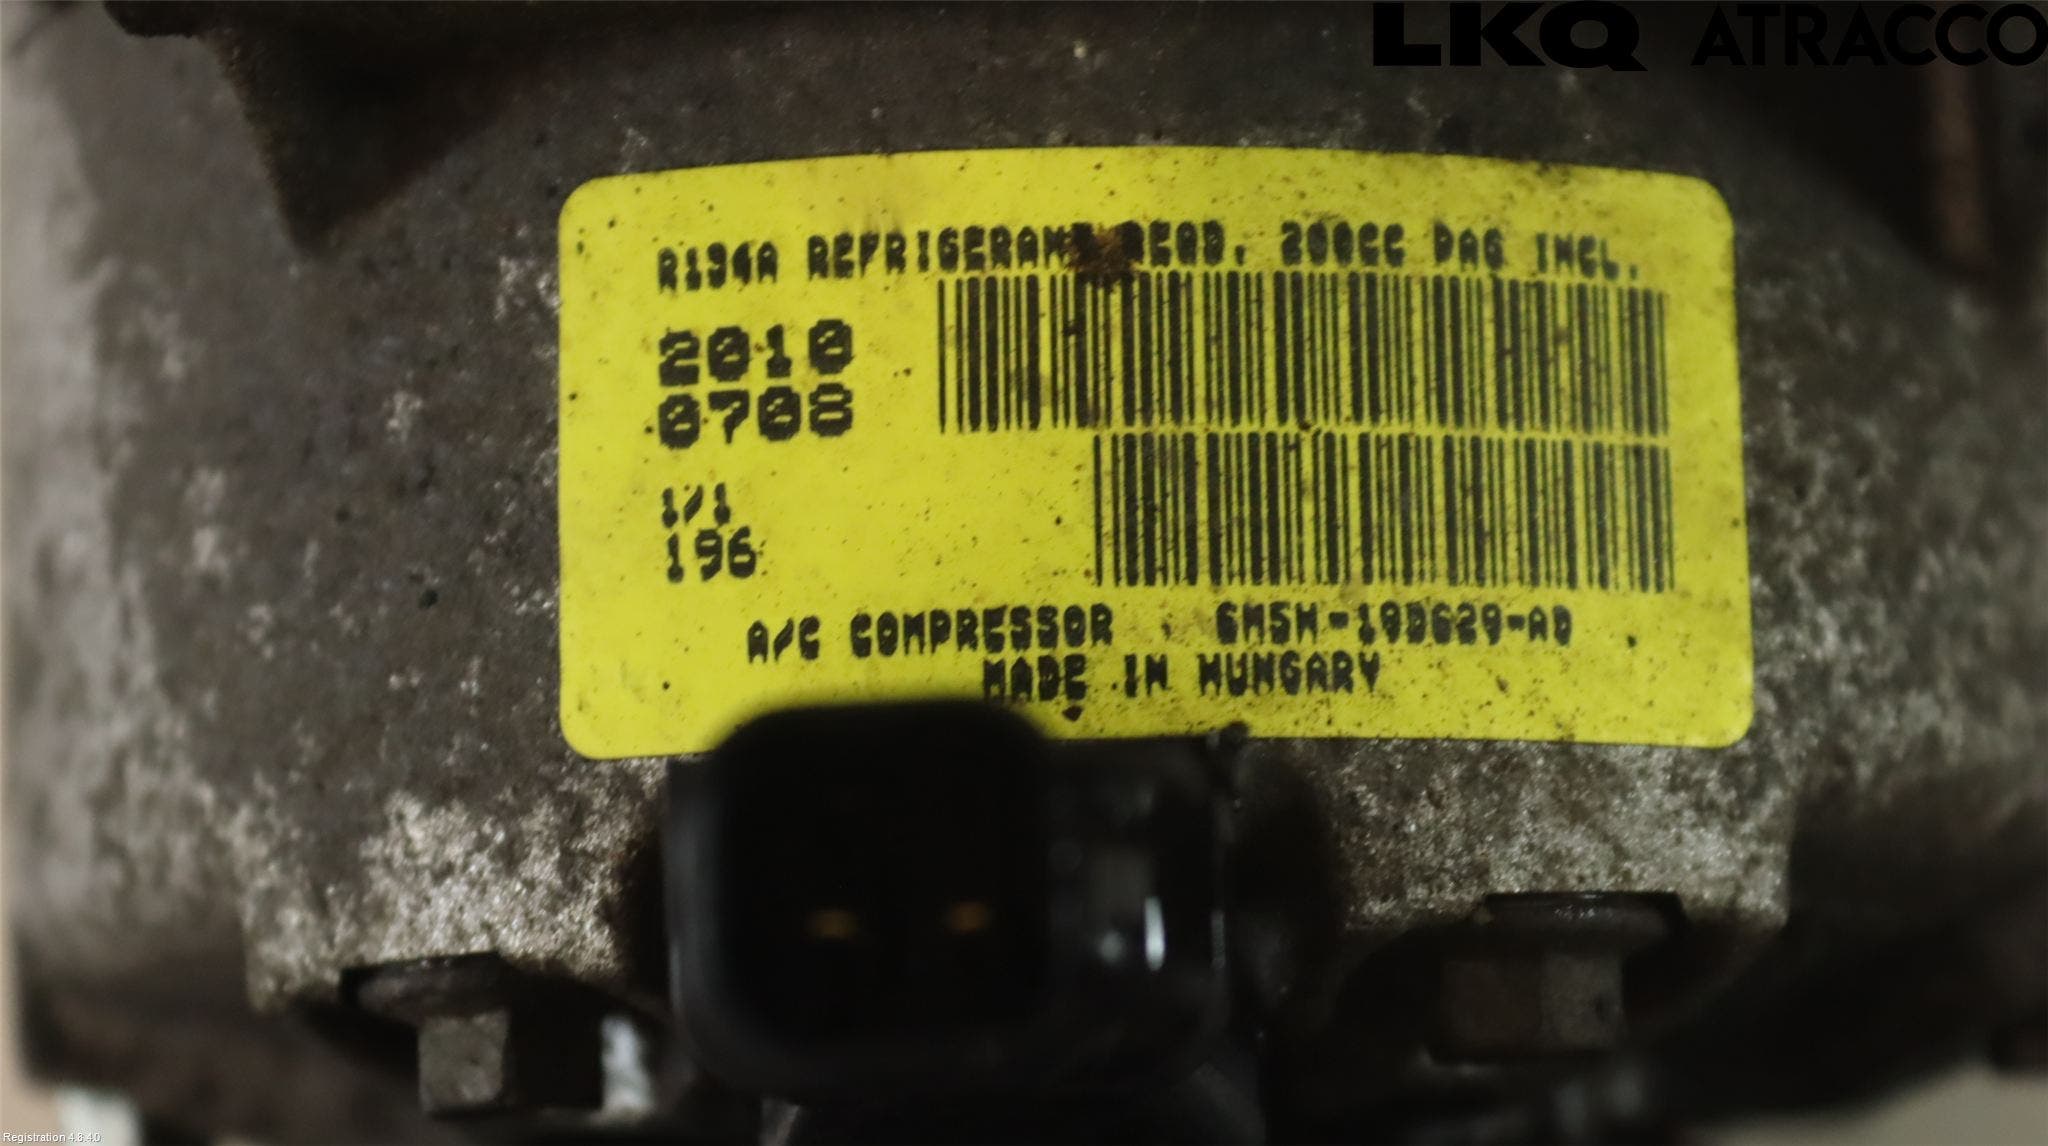 LKQ ATRACCO
R134A REFRIGERANT REQD. 200CC PAG INCL.
2010
0708
1/1
196
A/C COMPRESSOR 6M5H-19D629-AD
MADE IN HUNGARY
Registration 4.8.4.0